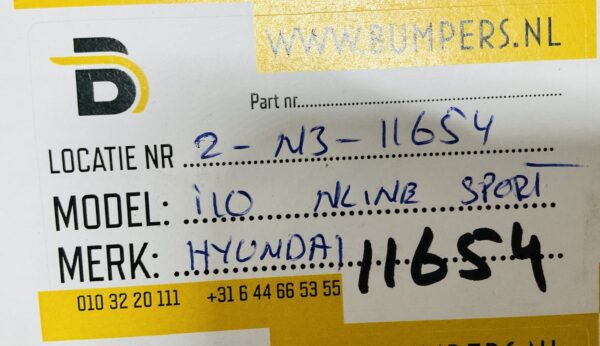 WWW.BUMPERS.NL
B
Part nr.
LOCATIE NR 2-N3-11654
MODEL: i10 NLINE SPORT
MERK: HYUNDAI 11654
010 32 20 111 +31 6 44 66 53 55